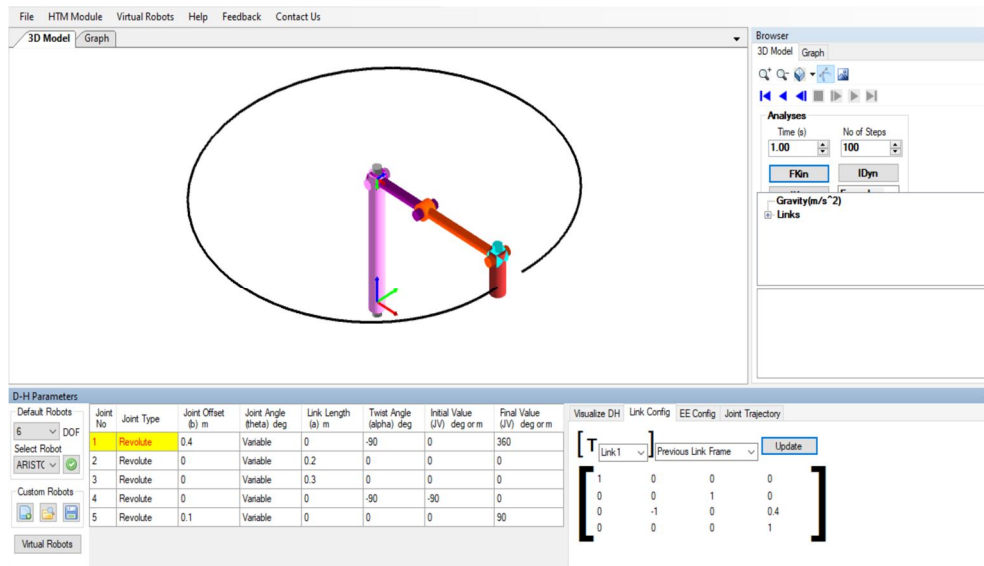 File HTM Module Virtual Robots Help Feedback Contact Us
3D Model Graph
Browser
3D Model Graph
Analyses
Time (s) No of Steps
1.00 100
FKin IDyn
Gravity(m/s^2)
Links
D-H Parameters
Default Robots
6 DOF
Select Robot
ARISTC
Custom Robots
Virtual Robots
Joint No Joint Type Joint Offset (b) m Joint Angle (theta) deg Link Length (a) m Twist Angle (alpha) deg Initial Value (JV) deg or m Final Value (JV) deg or m
1 Revolute 0.4 Variable 0 -90 0 360
2 Revolute 0 Variable 0.2 0 0 0
3 Revolute 0 Variable 0.3 0 0 0
4 Revolute 0 Variable 0 -90 -90 0
5 Revolute 0.1 Variable 0 0 0 90
Visualize DH Link Config EE Config Joint Trajectory
T Link1 Previous Link Frame Update
1 0 0 0
0 0 1 0
0 -1 0 0.4
0 0 0 1